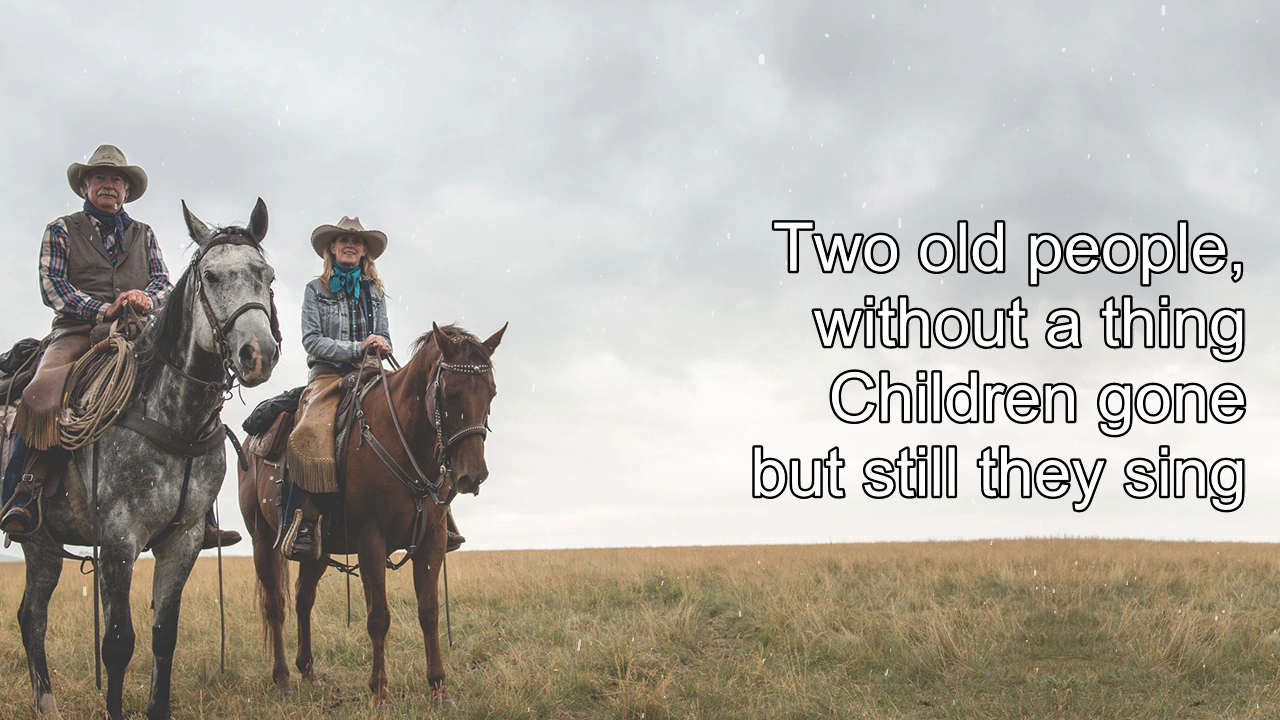 Two old people,
without a thing
Children gone
but still they sing